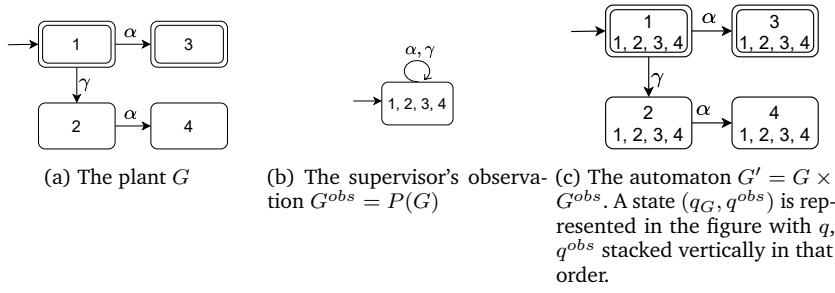 1
α
3
γ
2
α
4
(a) The plant G
α, γ
1, 2, 3, 4
(b) The supervisor's observa-
tion G^{obs} = P(G)
1
1, 2, 3, 4
α
3
1, 2, 3, 4
γ
2
1, 2, 3, 4
α
4
1, 2, 3, 4
(c) The automaton G′ = G ×
G^{obs}. A state (q_G, q^{obs}) is rep-
resented in the figure with q,
q^{obs} stacked vertically in that
order.